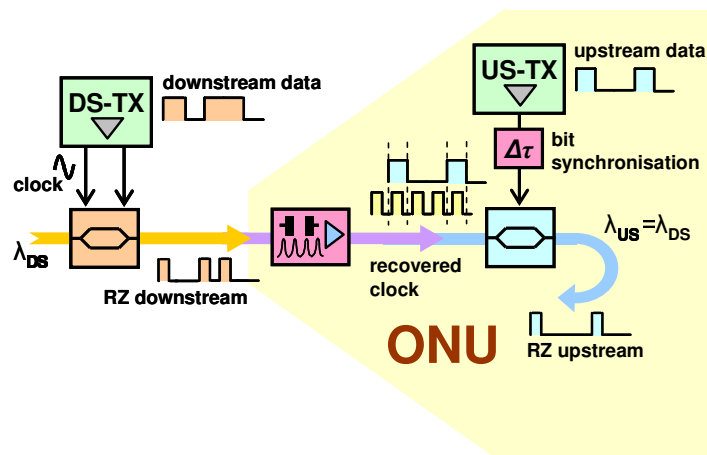 upstream data
US-TX
downstream data
DS-TX
Δτ
bit
synchronisation
clock
λDS
λUS=λDS
recovered
clock
RZ downstream
ONU
RZ upstream